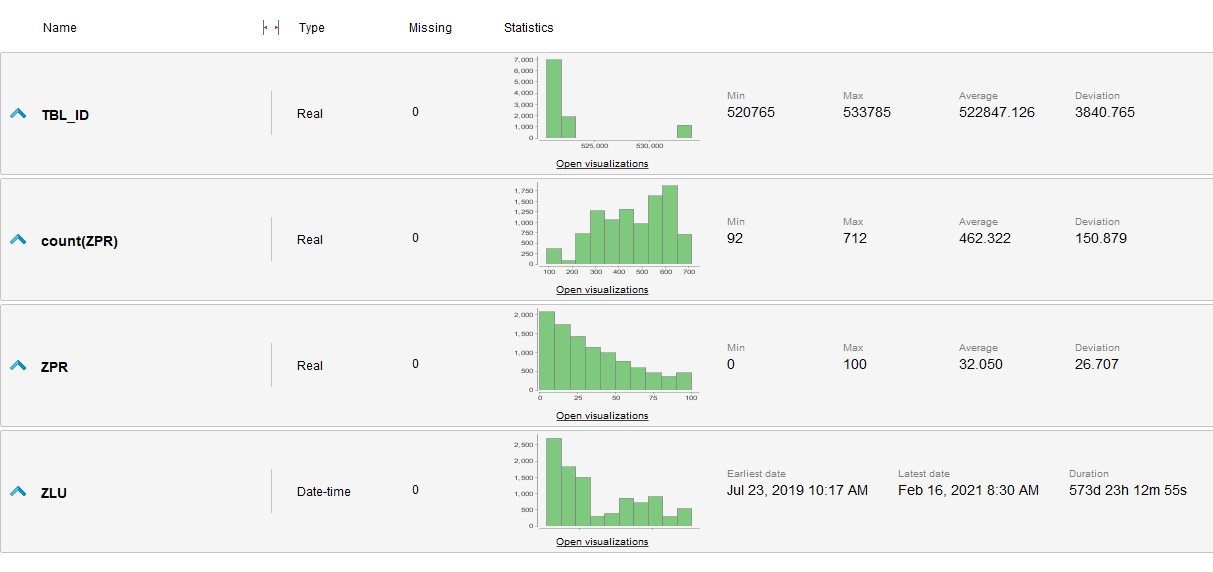 Name Type Missing Statistics
7,000
6,000
5,000
4,000
3,000
2,000
1,000
0
525,000 530,000
Open visualizations
TBL_ID Real 0
Min Max Average Deviation
520765 533785 522847.126 3840.765
1,750
1,500
1,250
1,000
750
500
250
0
100 200 300 400 500 600 700
Open visualizations
count(ZPR) Real 0
Min Max Average Deviation
92 712 462.322 150.879
2,000
1,500
1,000
500
0
0 25 50 75 100
Open visualizations
ZPR Real 0
Min Max Average Deviation
0 100 32.050 26.707
2,500
2,000
1,500
1,000
500
0
Open visualizations
ZLU Date-time 0
Earliest date Latest date Duration
Jul 23, 2019 10:17 AM Feb 16, 2021 8:30 AM 573d 23h 12m 55s